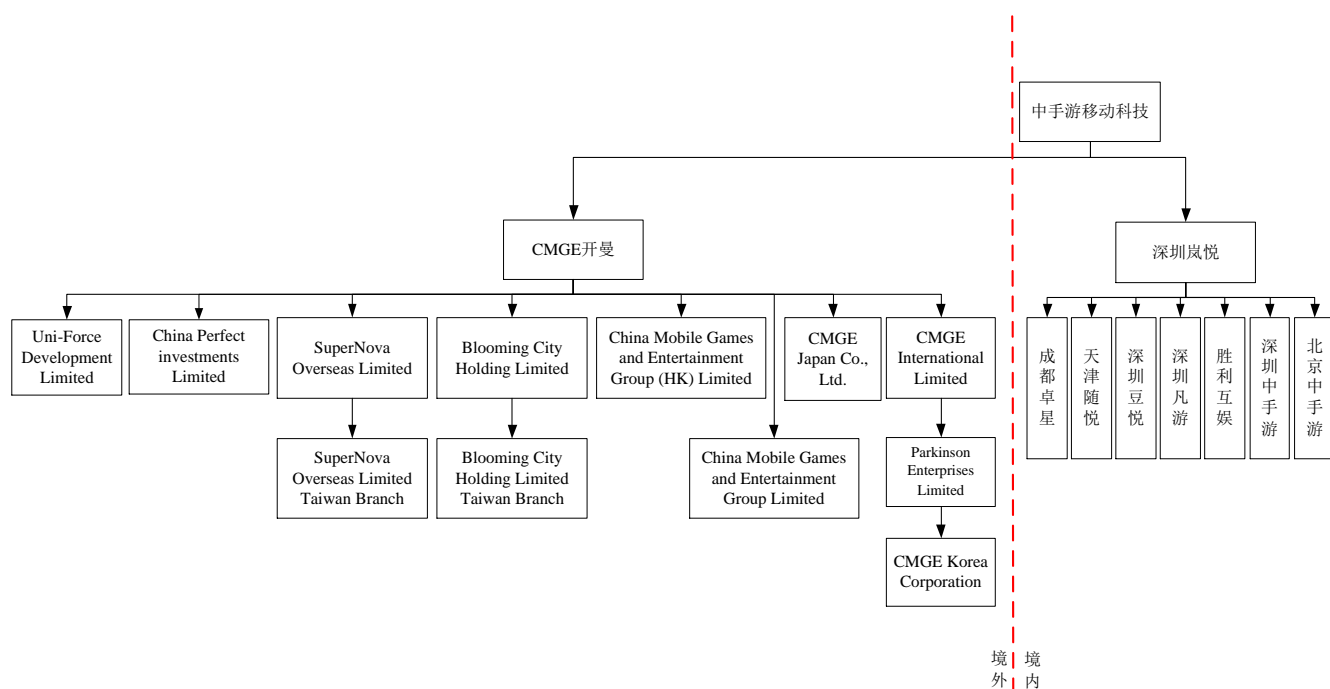 中手游移动科技
CMGE开曼
深圳岚悦
Uni-Force
Development
Limited
China Perfect
investments
Limited
SuperNova
Overseas Limited
Blooming City
Holding Limited
China Mobile Games
and Entertainment
Group (HK) Limited
CMGE
Japan Co.,
Ltd.
CMGE
International
Limited
成都卓星
天津随悦
深圳豆悦
深圳凡游
胜利互娱
深圳中手游
北京中手游
SuperNova
Overseas Limited
Taiwan Branch
Blooming City
Holding Limited
Taiwan Branch
China Mobile Games
and Entertainment
Group Limited
Parkinson
Enterprises
Limited
CMGE Korea
Corporation
境外
境内